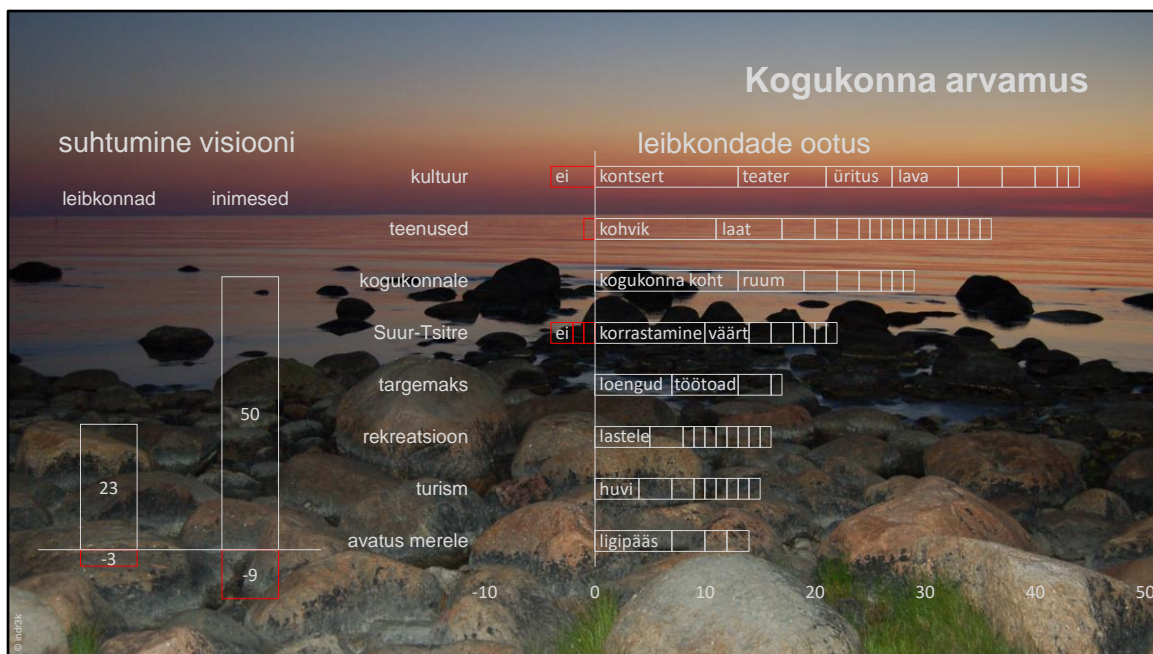 Kogukonna arvamus
suhtumine visiooni
leibkonnad inimesed
50
23
-3
-9
leibkondade ootus
kultuur ei kontsert teater üritus lava
teenused kohvik laat
kogukonnale kogukonna koht ruum
Suur-Tsitre ei korrastamine väärt
targemaks loengud töötoad
rekreatsioon lastele
turism huvi
avatus merele ligipääs
-10 0 10 20 30 40 50
© indr3k